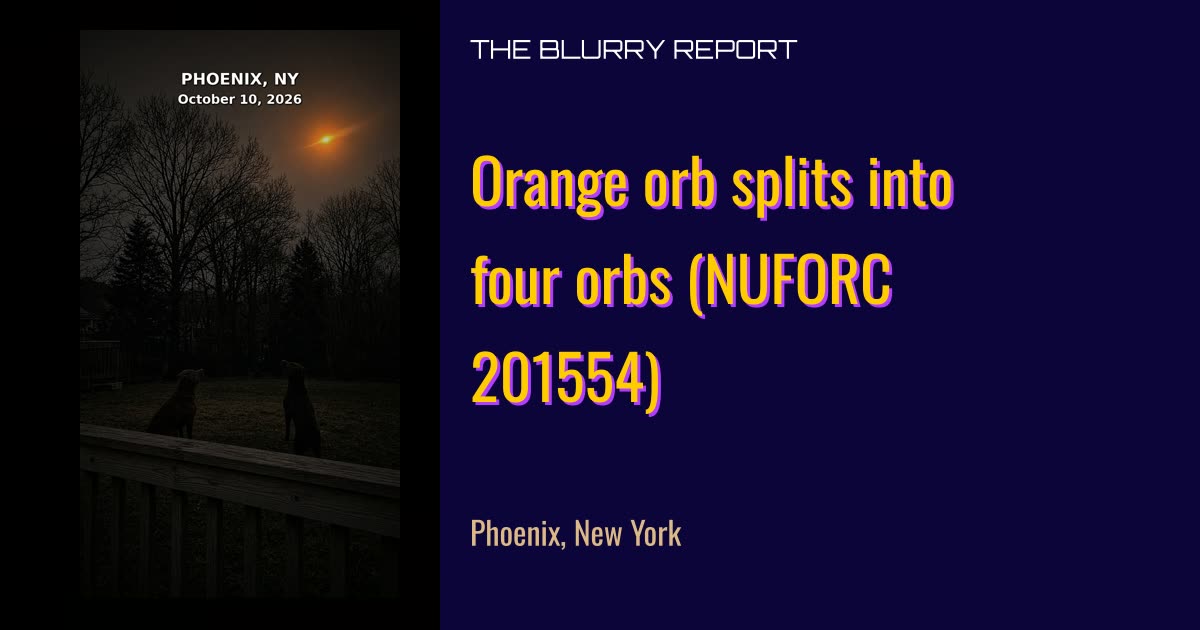 PHOENIX, NY
October 10, 2026
THE BLURRY REPORT
Orange orb splits into
four orbs (NUFORC
201554)
Phoenix, New York